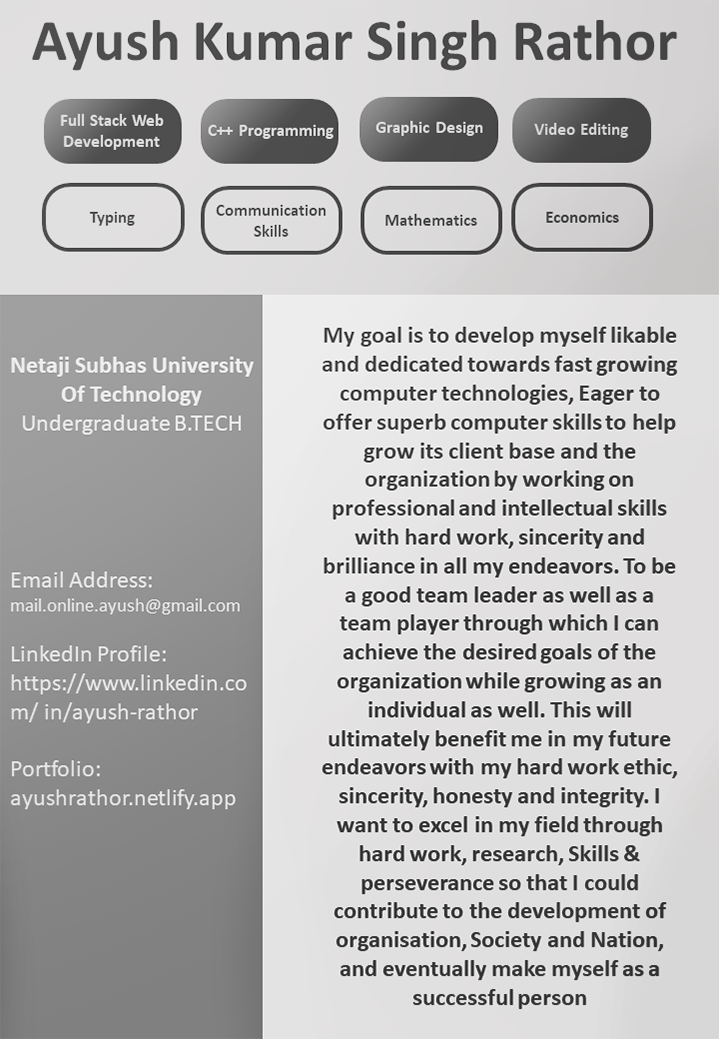 Ayush Kumar Singh Rathor
Full Stack Web
Development
C++ Programming
Graphic Design
Video Editing
Typing
Communication
Skills
Mathematics
Economics
Netaji Subhas University
Of Technology
Undergraduate B.TECH
Email Address:
mail.online.ayush@gmail.com
LinkedIn Profile:
https://www.linkedin.co
m/ in/ayush-rathor
Portfolio:
ayushrathor.netlify.app
My goal is to develop myself likable
and dedicated towards fast growing
computer technologies, Eager to
offer superb computer skills to help
grow its client base and the
organization by working on
professional and intellectual skills
with hard work, sincerity and
brilliance in all my endeavors. To be
a good team leader as well as a
team player through which I can
achieve the desired goals of the
organization while growing as an
individual as well. This will
ultimately benefit me in my future
endeavors with my hard work ethic,
sincerity, honesty and integrity. I
want to excel in my field through
hard work, research, Skills &
perseverance so that I could
contribute to the development of
organisation, Society and Nation,
and eventually make myself as a
successful person